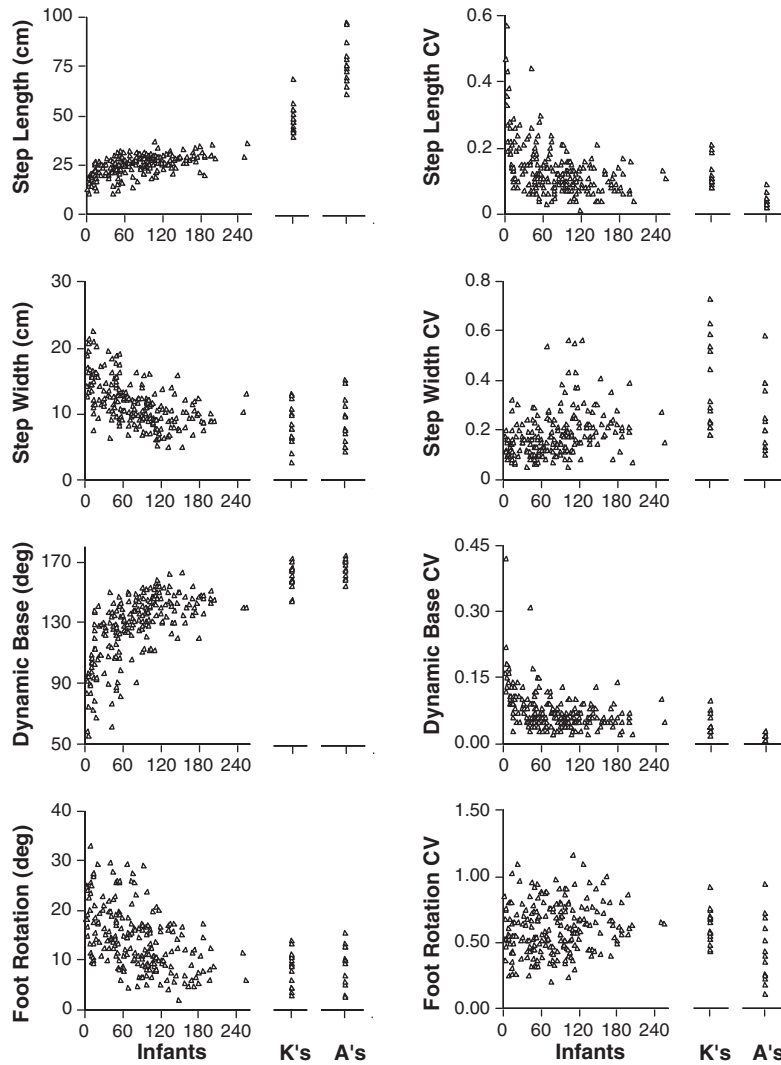 Step Length (cm)
100
75
50
25
0
0 60 120 180 240
Step Length CV
0.6
0.4
0.2
0
0 60 120 180 240
Step Width (cm)
30
20
10
0
0 60 120 180 240
Step Width CV
0.8
0.6
0.4
0.2
0
0 60 120 180 240
Dynamic Base (deg)
170
130
90
50
0 60 120 180 240
Dynamic Base CV
0.45
0.30
0.15
0.00
0 60 120 180 240
Foot Rotation (deg)
40
30
20
10
0
0 60 120 180 240
Infants K's A's
Foot Rotation CV
1.50
1.00
0.50
0.00
0 60 120 180 240
Infants K's A's